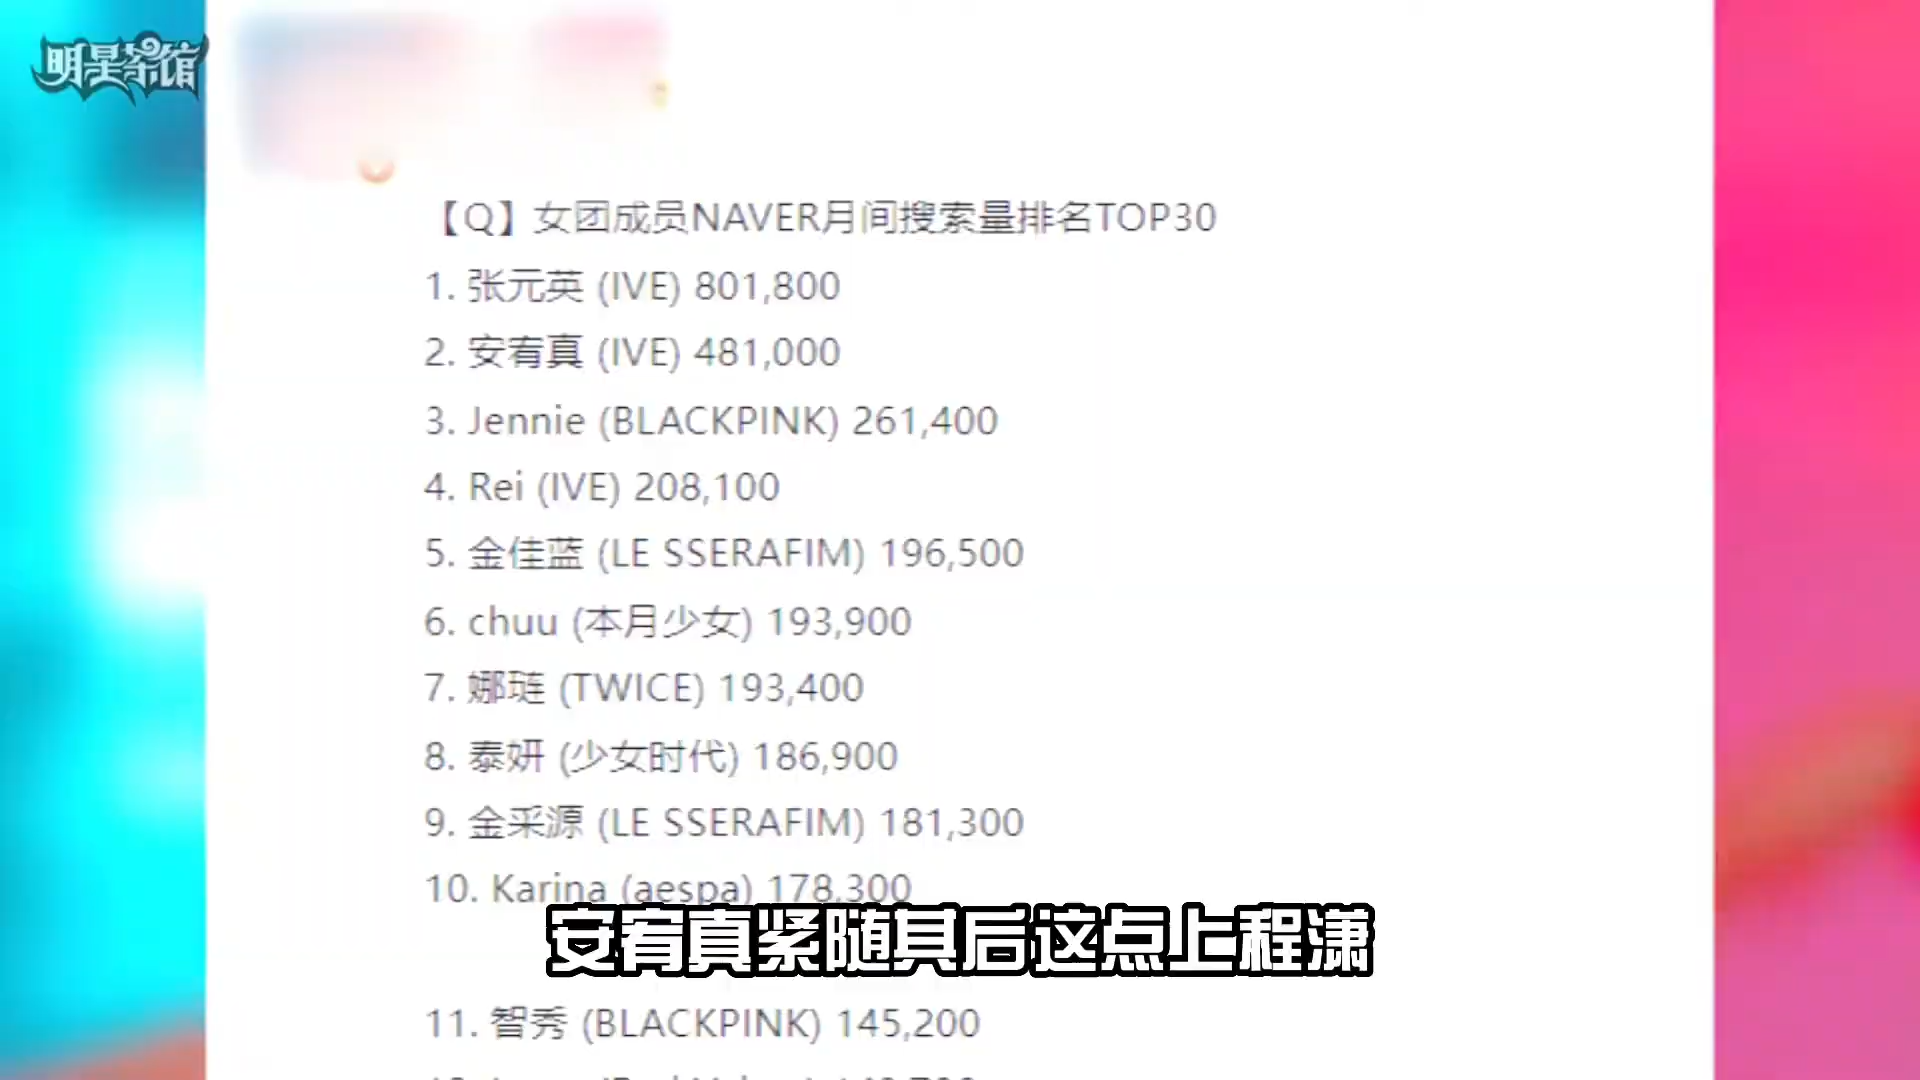 明星茶馆
【Q】女团成员NAVER月间搜索量排名TOP30
1. 张元英 (IVE) 801,800
2. 安宥真 (IVE) 481,000
3. Jennie (BLACKPINK) 261,400
4. Rei (IVE) 208,100
5. 金佳蓝 (LE SSERAFIM) 196,500
6. chuu (本月少女) 193,900
7. 娜琏 (TWICE) 193,400
8. 泰妍 (少女时代) 186,900
9. 金采源 (LE SSERAFIM) 181,300
10. Karina (aespa) 178,300
安宥真紧随其后这点上程潇
11. 智秀 (BLACKPINK) 145,200